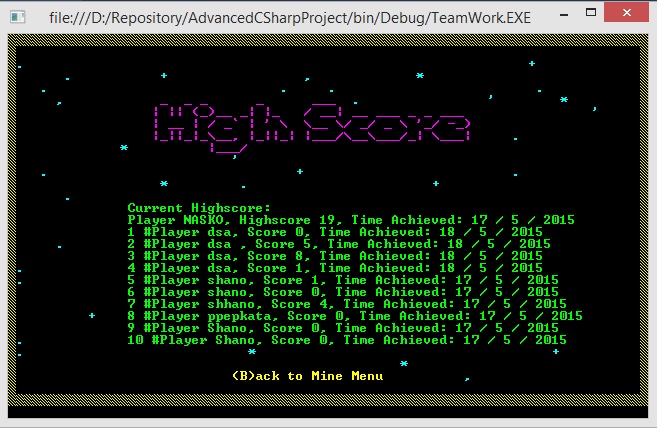 file:///D:/Repository/AdvancedCSharpProject/bin/Debug/TeamWork.EXE
High Score
Current Highscore:
Player NASKO, Highscore 19, Time Achieved: 17 / 5 / 2015
1 #Player dsa, Score 0, Time Achieved: 18 / 5 / 2015
2 #Player dsa , Score 5, Time Achieved: 18 / 5 / 2015
3 #Player dsa, Score 8, Time Achieved: 18 / 5 / 2015
4 #Player dsa, Score 1, Time Achieved: 18 / 5 / 2015
5 #Player shano, Score 1, Time Achieved: 17 / 5 / 2015
6 #Player shano, Score 0, Time Achieved: 17 / 5 / 2015
7 #Player shhano, Score 4, Time Achieved: 17 / 5 / 2015
8 #Player ppepkata, Score 0, Time Achieved: 17 / 5 / 2015
9 #Player Shano, Score 0, Time Achieved: 17 / 5 / 2015
10 #Player Shano, Score 0, Time Achieved: 17 / 5 / 2015
(B)ack to Mine Menu